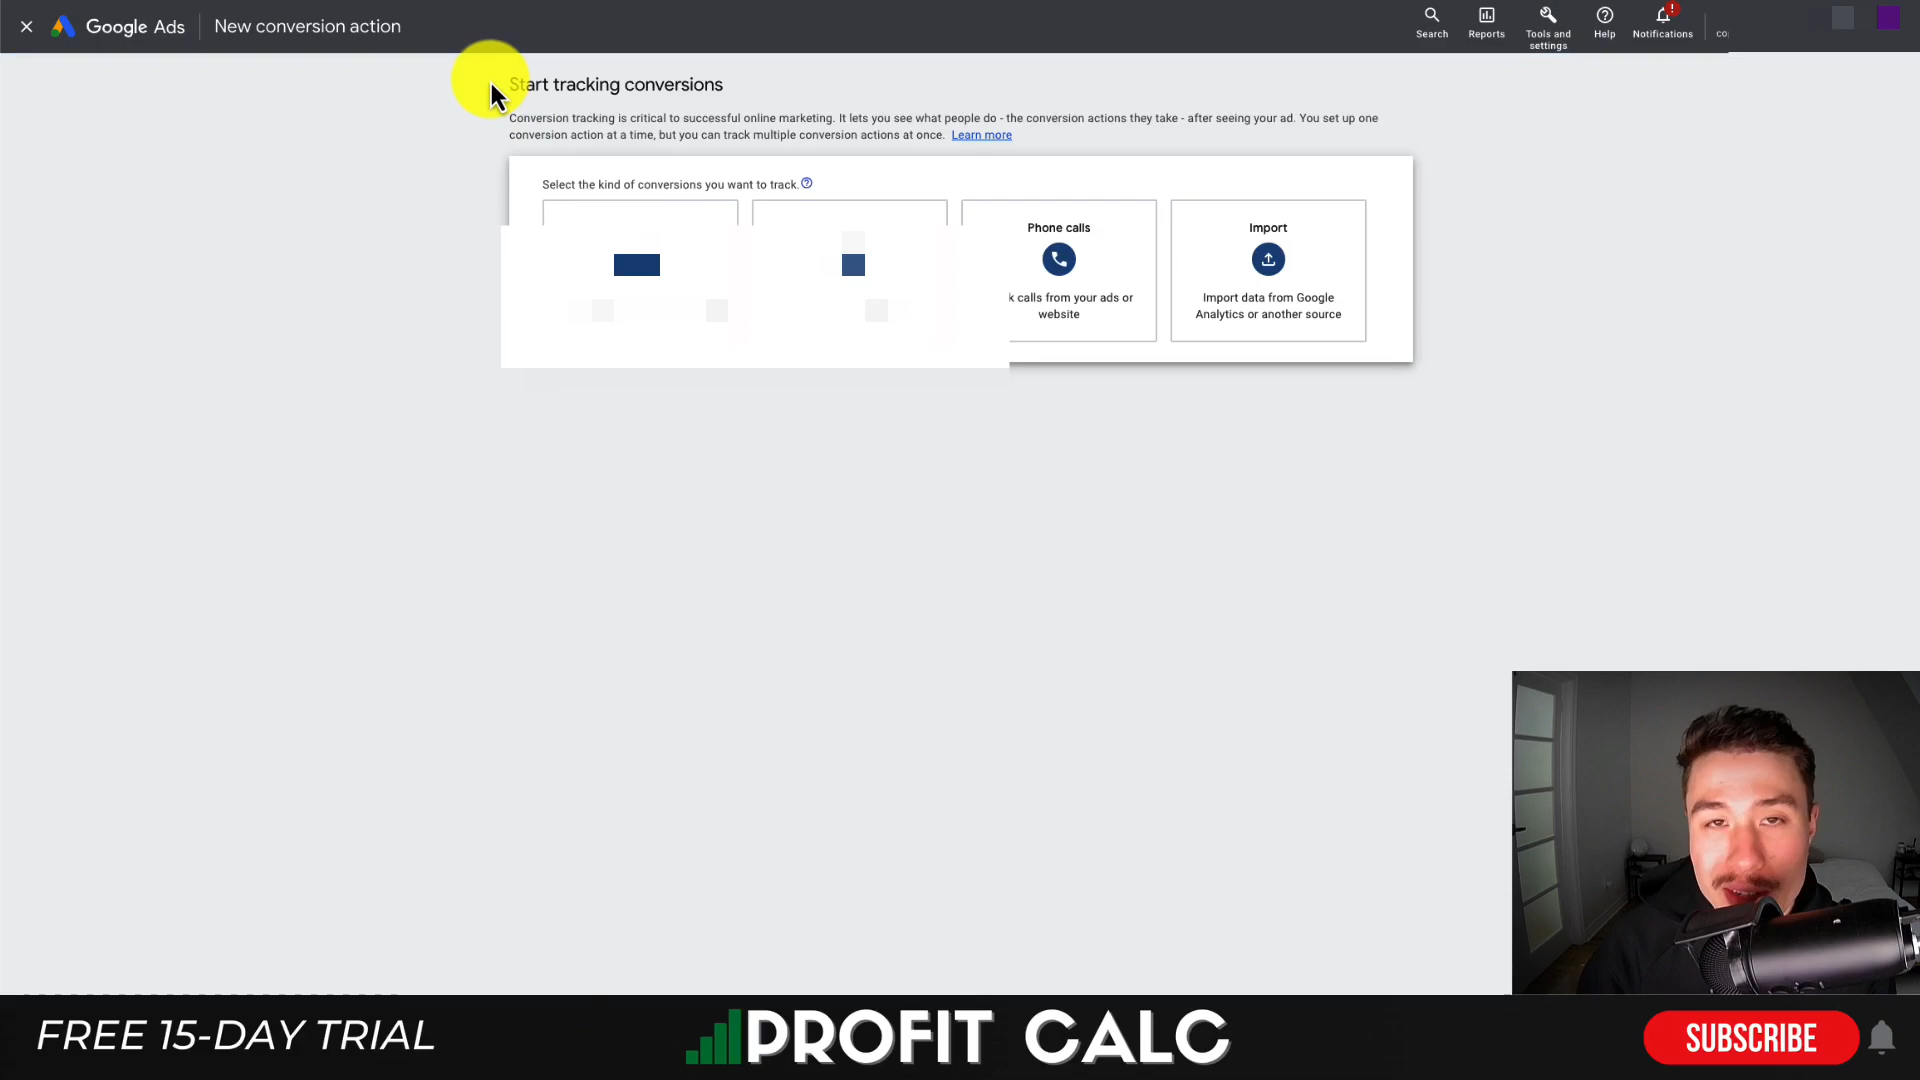 Google Ads
New conversion action
Search
Reports
Tools and
settings
Help
Notifications
Start tracking conversions
Conversion tracking is critical to successful online marketing. It lets you see what people do - the conversion actions they take - after seeing your ad. You set up one
conversion action at a time, but you can track multiple conversion actions at once. Learn more
Select the kind of conversions you want to track.
Phone calls
calls from your ads or
website
Import
Import data from Google
Analytics or another source
FREE 15-DAY TRIAL
PROFIT CALC
SUBSCRIBE